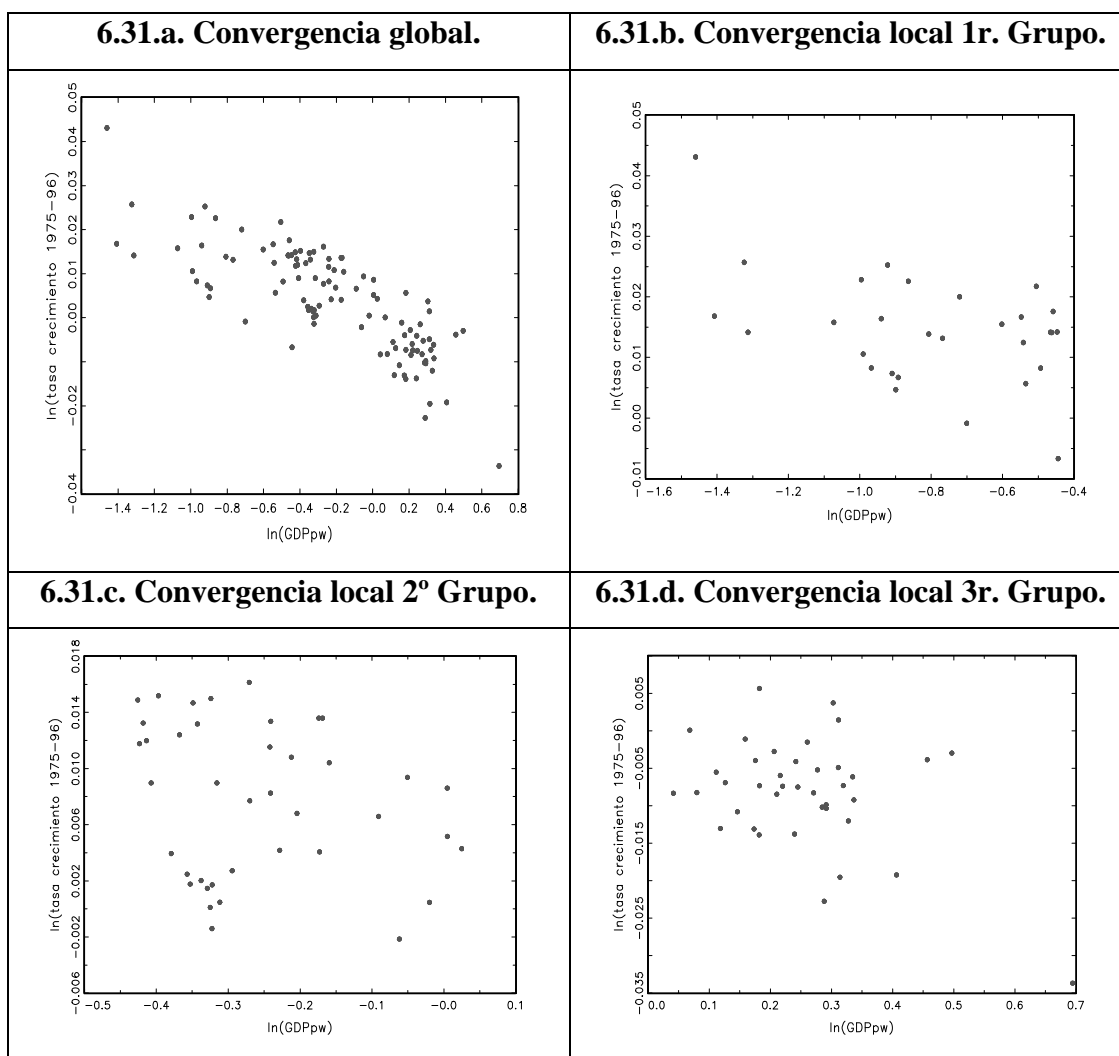 6.31.a. Convergencia global.
6.31.b. Convergencia local 1r. Grupo.
ln(tasa crecimiento 1975-96)
0.05
0.04
0.03
0.02
0.01
0.00
-0.02
-0.04
-1.4 -1.2 -1.0 -0.8 -0.6 -0.4 -0.2 -0.0 0.2 0.4 0.6 0.8
ln(GDPpw)
ln(tasa crecimiento 1975-96)
0.05
0.04
0.03
0.02
0.01
0.00
-0.01
-1.6 -1.4 -1.2 -1.0 -0.8 -0.6 -0.4
ln(GDPpw)
6.31.c. Convergencia local 2º Grupo.
6.31.d. Convergencia local 3r. Grupo.
ln(tasa crecimiento 1975-96)
0.018
0.014
0.010
0.006
0.002
-0.002
-0.006
-0.5 -0.4 -0.3 -0.2 -0.1 -0.0 0.1
ln(GDPpw)
ln(tasa crecimiento 1975-96)
0.005
-0.005
-0.015
-0.025
-0.035
0.0 0.1 0.2 0.3 0.4 0.5 0.6 0.7
ln(GDPpw)